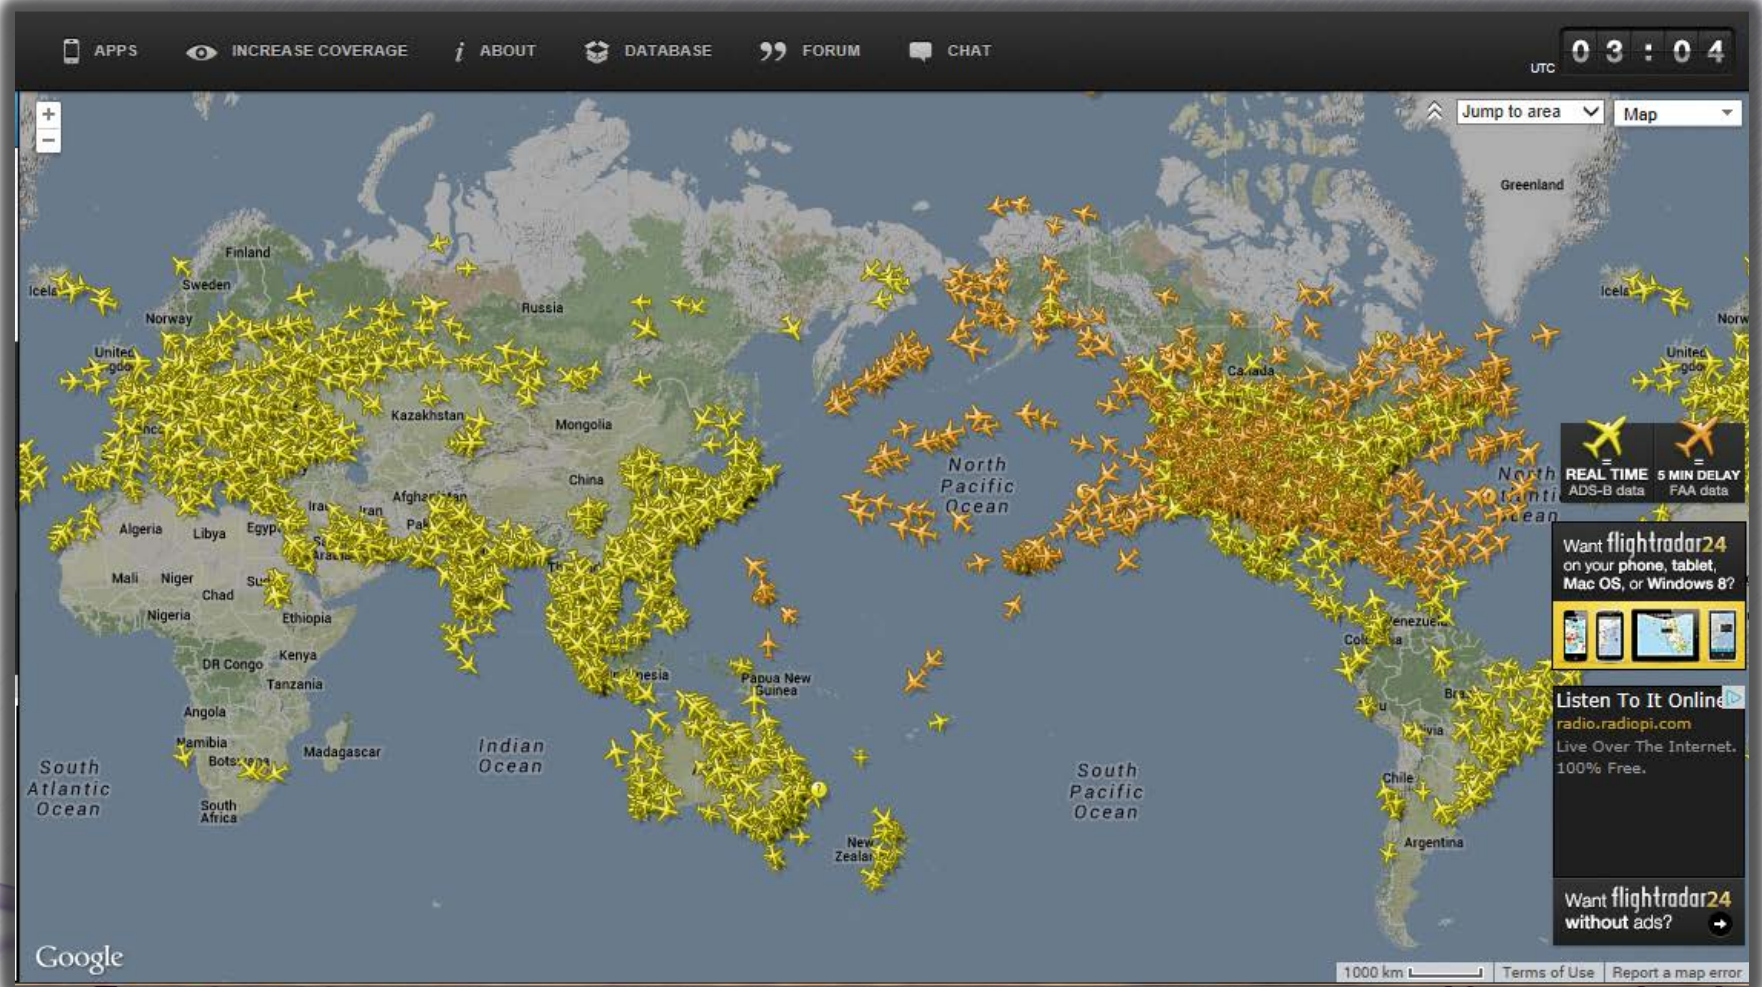 APPS
INCREASE COVERAGE
ABOUT
DATABASE
FORUM
CHAT
UTC 03:04
+
−
Jump to area
Map
Greenland
Finland
Sweden
Norway
Russia
Kazakhstan
Mongolia
China
Canada
North
Pacific
Ocean
REAL TIME
ADS-B data
5 MIN DELAY
FAA data
Algeria
Libya
Mali
Niger
Chad
Nigeria
Ethiopia
DR Congo
Kenya
Tanzania
Angola
Namibia
Madagascar
South
Africa
South
Atlantic
Ocean
Indian
Ocean
Papua New
Guinea
South
Pacific
Ocean
New
Chile
Argentina
Want flightradar24
on your phone, tablet,
Mac OS, or Windows 8?
Listen To It Online
radio.radiopi.com
Live Over The Internet.
100% Free.
Want flightradar24
without ads?
Google
1000 km
Terms of Use
Report a map error